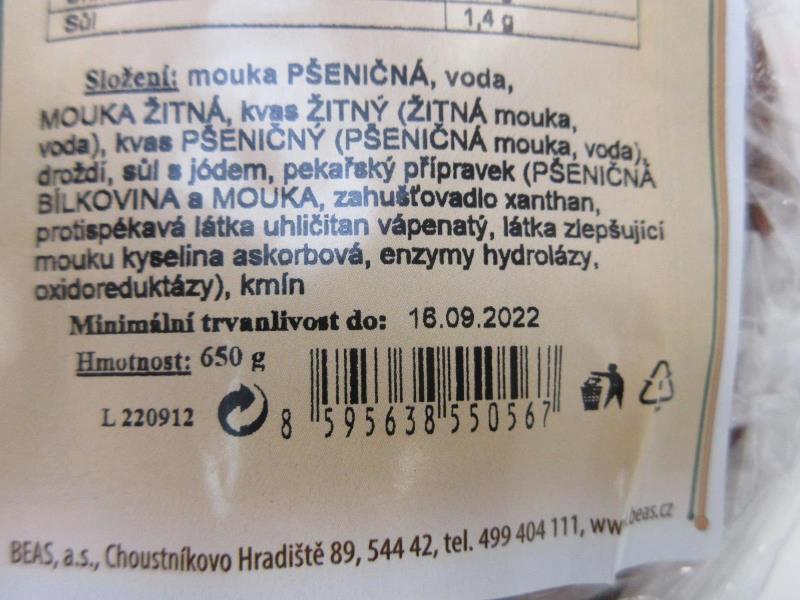 Sůl 1,4 g
Složení: mouka PŠENIČNÁ, voda,
MOUKA ŽITNÁ, kvas ŽITNÝ (ŽITNÁ mouka,
voda), kvas PŠENIČNÝ (PŠENIČNÁ mouka, voda),
droždí, sůl s jódem, pekařský přípravek (PŠENIČNÁ
BÍLKOVINA a MOUKA, zahušťovadlo xanthan,
protispékavá látka uhličitan vápenatý, látka zlepšující
mouku kyselina askorbová, enzymy hydrolázy,
oxidoreduktázy), kmín
Minimální trvanlivost do: 16.09.2022
Hmotnost: 650 g
L 220912
8 595638 550567
BEAS, a.s., Choustníkovo Hradiště 89, 544 42, tel. 499 404 111, www.beas.cz